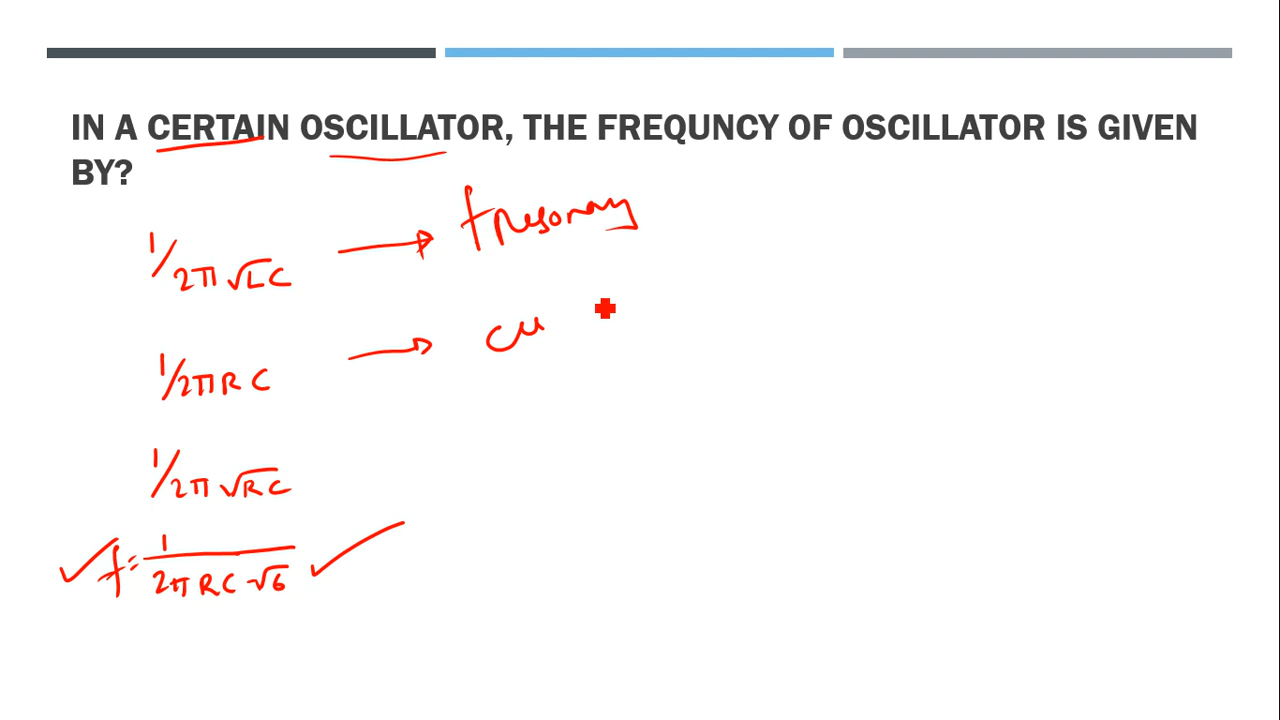 IN A CERTAIN OSCILLATOR, THE FREQUNCY OF OSCILLATOR IS GIVEN
BY?
1/2π√LC → f
1/2πRC → cu
1/2π√RC
✓ f = 1/2πRC√6 ✓